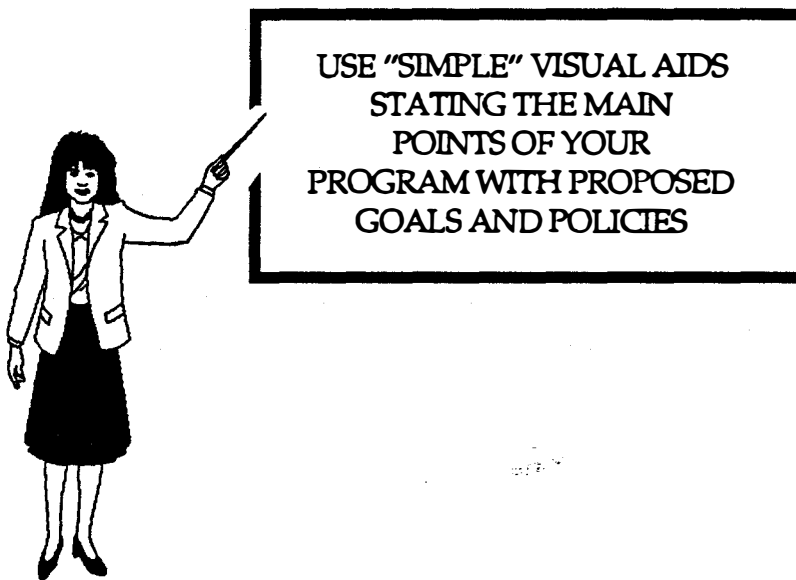 USE "SIMPLE" VISUAL AIDS
STATING THE MAIN
POINTS OF YOUR
PROGRAM WITH PROPOSED
GOALS AND POLICIES